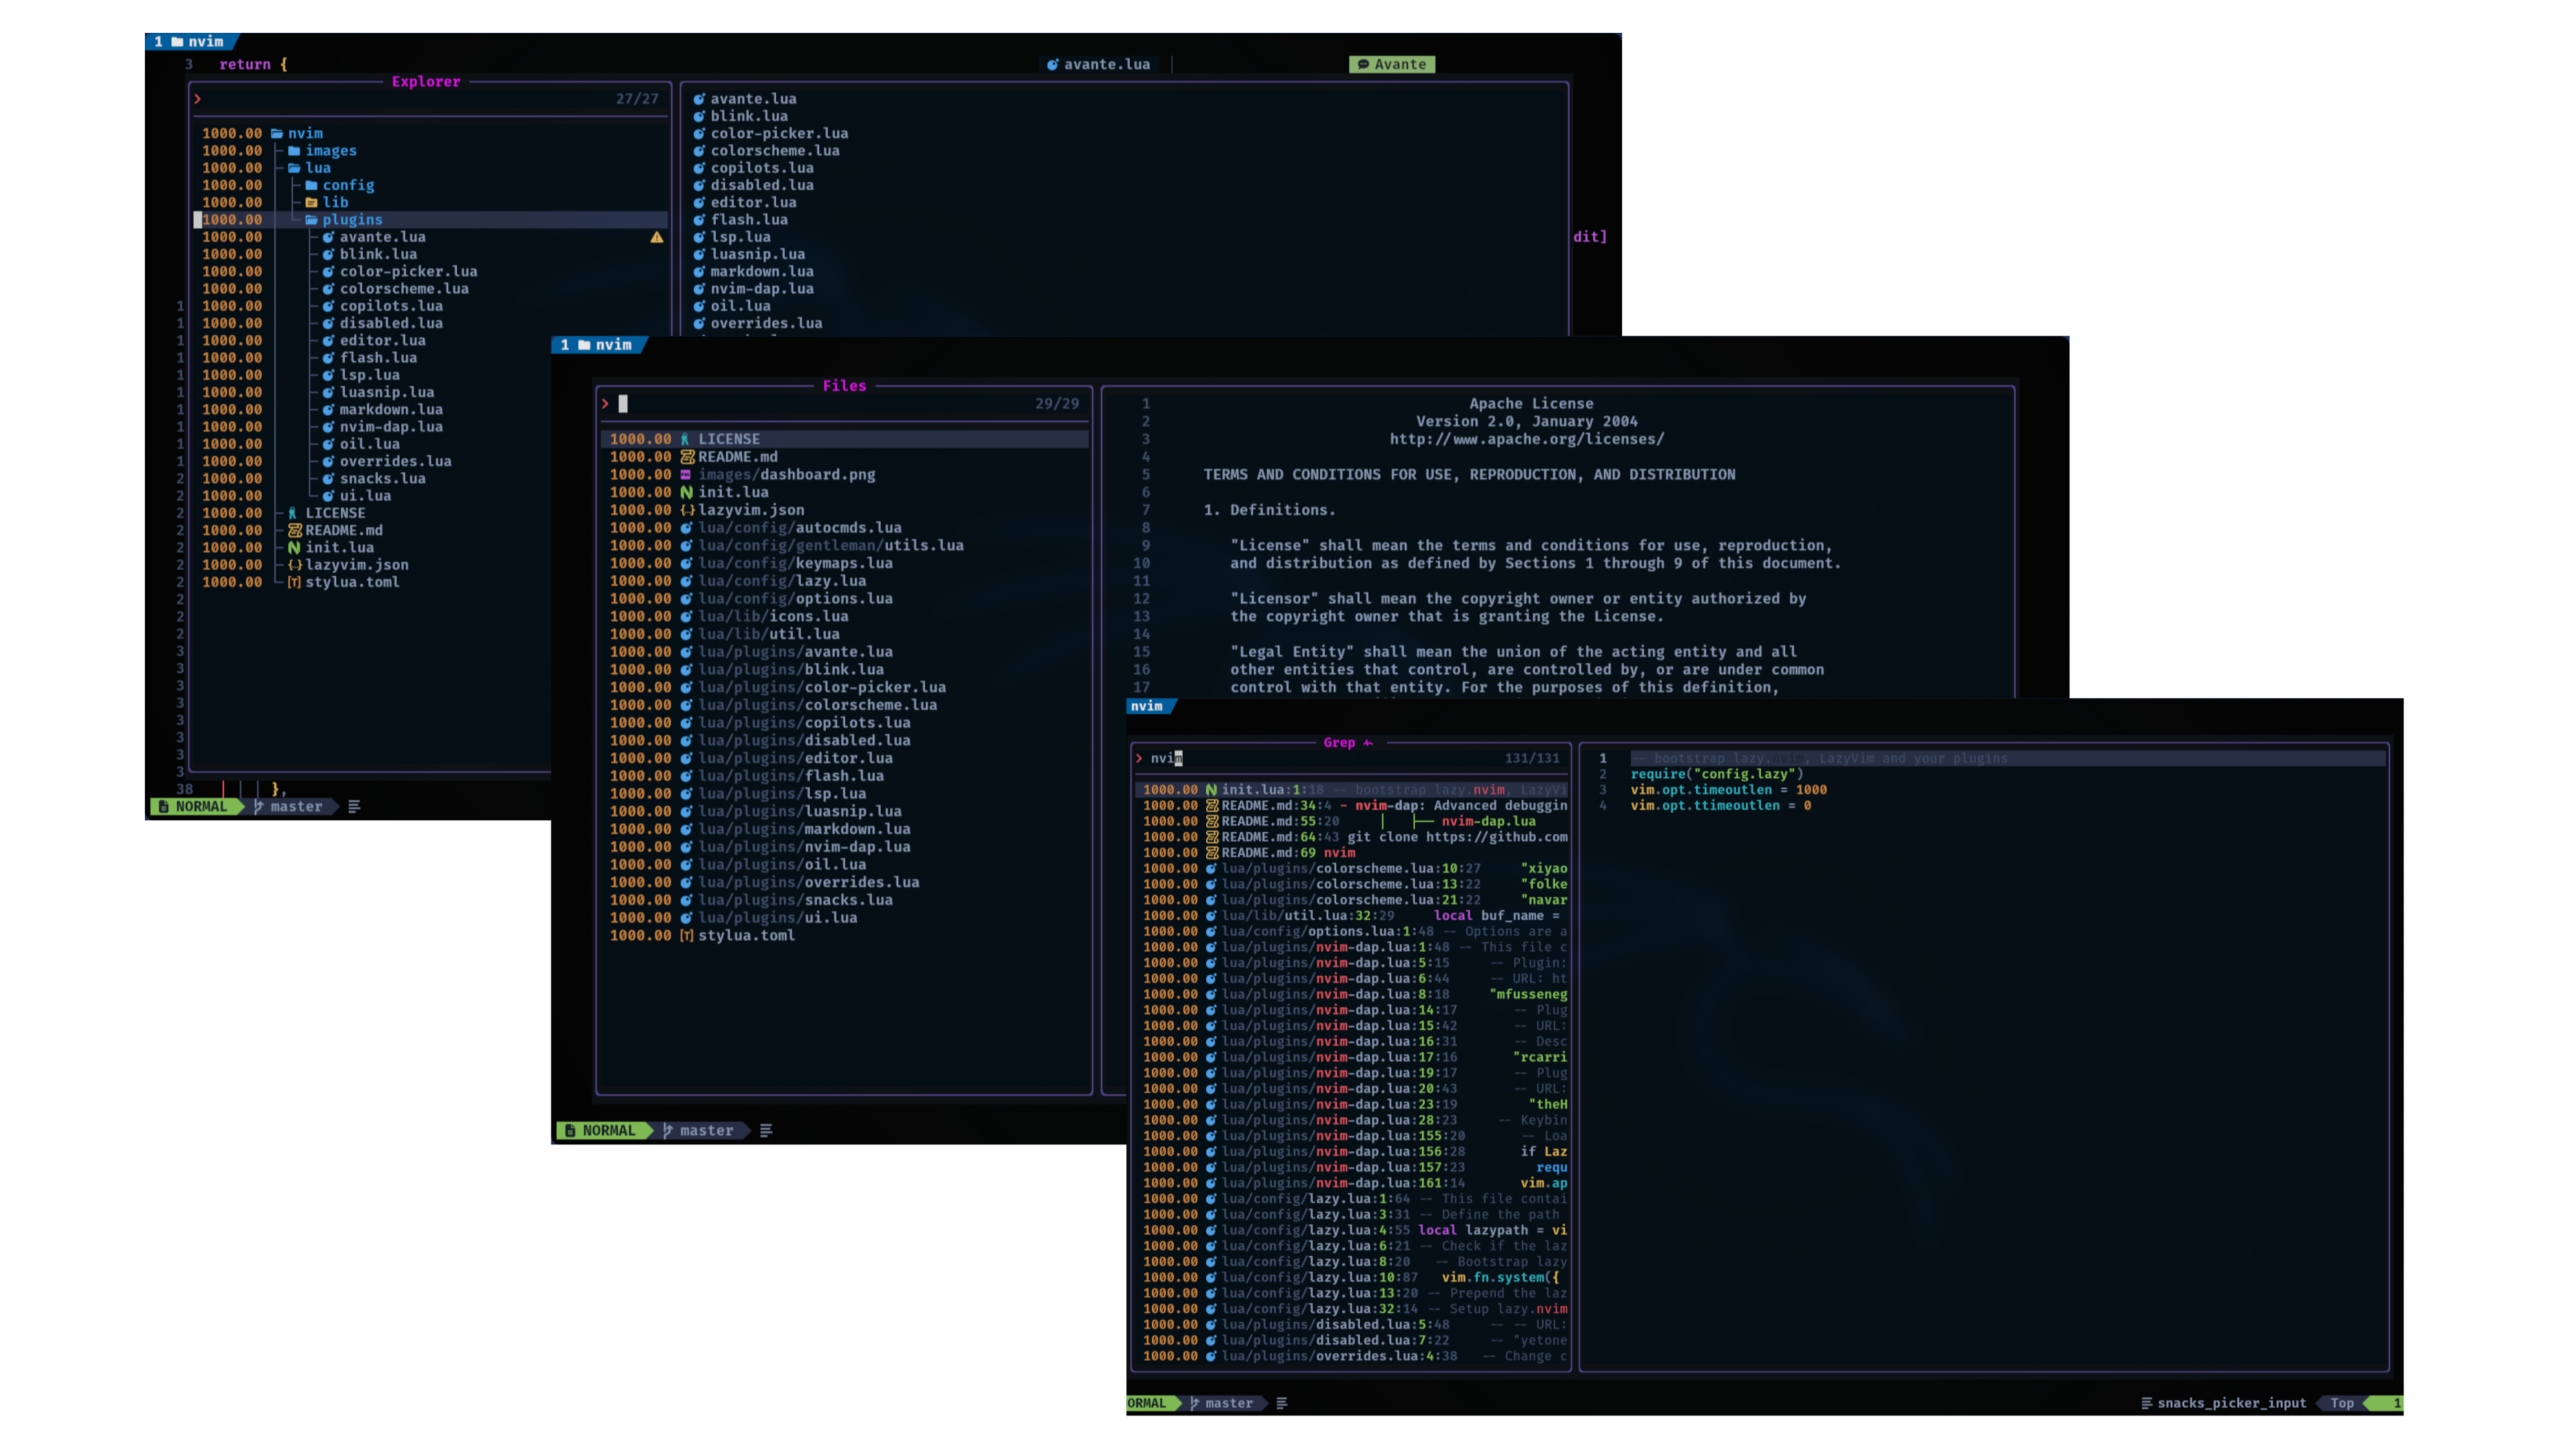 1 nvim
3 return {
avante.lua
Avante
Explorer
> 27/27
1000.00 nvim
1000.00 images
1000.00 lua
1000.00 config
1000.00 lib
1000.00 plugins
1000.00 avante.lua
1000.00 blink.lua
1000.00 color-picker.lua
1000.00 colorscheme.lua
1 1000.00 copilots.lua
1 1000.00 disabled.lua
1 1000.00 editor.lua
1 1000.00 flash.lua
1 1000.00 lsp.lua
1 1000.00 luasnip.lua
1 1000.00 markdown.lua
1 1000.00 nvim-dap.lua
1 1000.00 oil.lua
1 1000.00 overrides.lua
2 1000.00 snacks.lua
2 1000.00 ui.lua
2 1000.00 LICENSE
2 1000.00 README.md
2 1000.00 init.lua
2 1000.00 {..} lazyvim.json
2 1000.00 [T] stylua.toml
2
2
2
3
3
3
3
3
3
3
3
38 },
NORMAL master
avante.lua
blink.lua
color-picker.lua
colorscheme.lua
copilots.lua
disabled.lua
editor.lua
flash.lua
lsp.lua
luasnip.lua
markdown.lua
nvim-dap.lua
oil.lua
overrides.lua
dit]
1 nvim
Files
> 29/29
1000.00 LICENSE
1000.00 README.md
1000.00 images/dashboard.png
1000.00 init.lua
1000.00 {..} lazyvim.json
1000.00 lua/config/autocmds.lua
1000.00 lua/config/gentleman/utils.lua
1000.00 lua/config/keymaps.lua
1000.00 lua/config/lazy.lua
1000.00 lua/config/options.lua
1000.00 lua/lib/icons.lua
1000.00 lua/lib/util.lua
1000.00 lua/plugins/avante.lua
1000.00 lua/plugins/blink.lua
1000.00 lua/plugins/color-picker.lua
1000.00 lua/plugins/colorscheme.lua
1000.00 lua/plugins/copilots.lua
1000.00 lua/plugins/disabled.lua
1000.00 lua/plugins/editor.lua
1000.00 lua/plugins/flash.lua
1000.00 lua/plugins/lsp.lua
1000.00 lua/plugins/luasnip.lua
1000.00 lua/plugins/markdown.lua
1000.00 lua/plugins/nvim-dap.lua
1000.00 lua/plugins/oil.lua
1000.00 lua/plugins/overrides.lua
1000.00 lua/plugins/snacks.lua
1000.00 lua/plugins/ui.lua
1000.00 [T] stylua.toml
NORMAL master
1 Apache License
2 Version 2.0, January 2004
3 http://www.apache.org/licenses/
4
5 TERMS AND CONDITIONS FOR USE, REPRODUCTION, AND DISTRIBUTION
6
7 1. Definitions.
8
9 "License" shall mean the terms and conditions for use, reproduction,
10 and distribution as defined by Sections 1 through 9 of this document.
11
12 "Licensor" shall mean the copyright owner or entity authorized by
13 the copyright owner that is granting the License.
14
15 "Legal Entity" shall mean the union of the acting entity and all
16 other entities that control, are controlled by, or are under common
17 control with that entity. For the purposes of this definition,
nvim
Grep
> nvim 131/131
1000.00 init.lua:1:18 -- bootstrap lazy.nvim, LazyVi
1000.00 README.md:34:4 - nvim-dap: Advanced debuggin
1000.00 README.md:55:20 │ ├── nvim-dap.lua
1000.00 README.md:64:43 git clone https://github.com
1000.00 README.md:69 nvim
1000.00 lua/plugins/colorscheme.lua:10:27 "xiyao
1000.00 lua/plugins/colorscheme.lua:13:22 "folke
1000.00 lua/plugins/colorscheme.lua:21:22 "navar
1000.00 lua/lib/util.lua:32:29 local buf_name =
1000.00 lua/config/options.lua:1:48 -- Options are a
1000.00 lua/plugins/nvim-dap.lua:1:48 -- This file c
1000.00 lua/plugins/nvim-dap.lua:5:15 -- Plugin:
1000.00 lua/plugins/nvim-dap.lua:6:44 -- URL: ht
1000.00 lua/plugins/nvim-dap.lua:8:18 "mfusseneg
1000.00 lua/plugins/nvim-dap.lua:14:17 -- Plug
1000.00 lua/plugins/nvim-dap.lua:15:42 -- URL:
1000.00 lua/plugins/nvim-dap.lua:16:31 -- Desc
1000.00 lua/plugins/nvim-dap.lua:17:16 "rcarri
1000.00 lua/plugins/nvim-dap.lua:19:17 -- Plug
1000.00 lua/plugins/nvim-dap.lua:20:43 -- URL:
1000.00 lua/plugins/nvim-dap.lua:23:19 "theH
1000.00 lua/plugins/nvim-dap.lua:28:23 -- Keybin
1000.00 lua/plugins/nvim-dap.lua:155:20 -- Loa
1000.00 lua/plugins/nvim-dap.lua:156:28 if Laz
1000.00 lua/plugins/nvim-dap.lua:157:23 requ
1000.00 lua/plugins/nvim-dap.lua:161:14 vim.ap
1000.00 lua/config/lazy.lua:1:64 -- This file contai
1000.00 lua/config/lazy.lua:3:31 -- Define the path
1000.00 lua/config/lazy.lua:4:55 local lazypath = vi
1000.00 lua/config/lazy.lua:6:21 -- Check if the laz
1000.00 lua/config/lazy.lua:8:20 -- Bootstrap lazy
1000.00 lua/config/lazy.lua:10:87 vim.fn.system({
1000.00 lua/config/lazy.lua:13:20 -- Prepend the laz
1000.00 lua/config/lazy.lua:32:14 -- Setup lazy.nvim
1000.00 lua/plugins/disabled.lua:5:48 -- -- URL:
1000.00 lua/plugins/disabled.lua:7:22 -- "yetone
1000.00 lua/plugins/overrides.lua:4:38 -- Change c
1 -- bootstrap lazy.nvim, LazyVim and your plugins
2 require("config.lazy")
3 vim.opt.timeoutlen = 1000
4 vim.opt.ttimeoutlen = 0
ORMAL master
snacks_picker_input Top 1